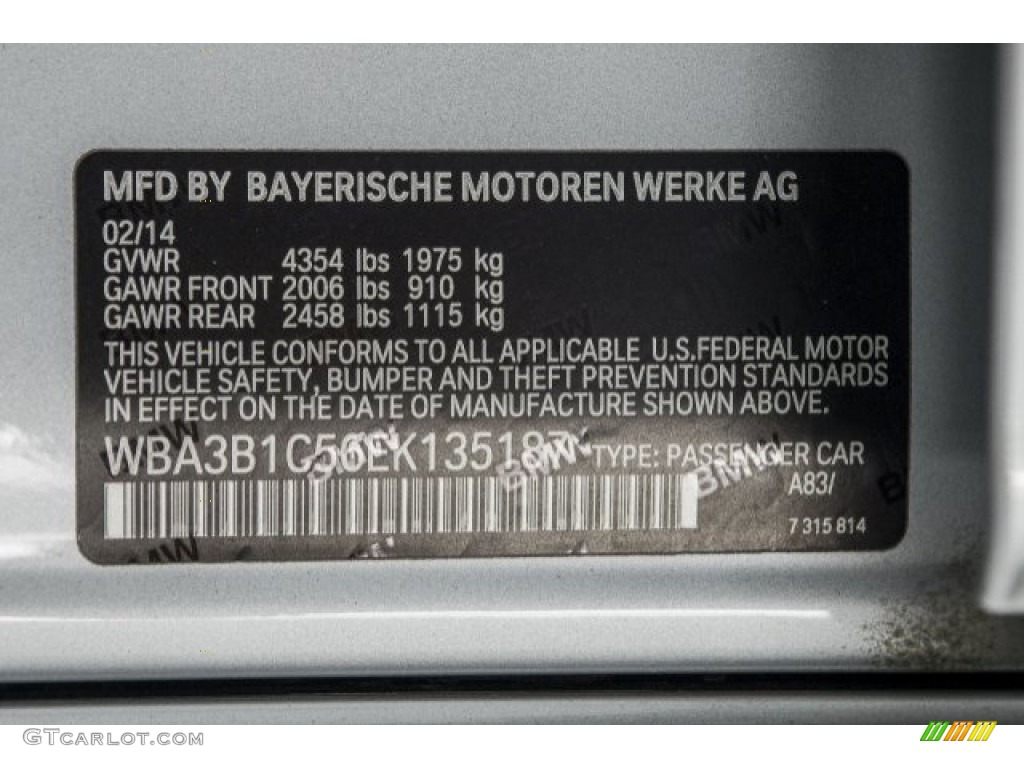 MFD BY BAYERISCHE MOTOREN WERKE AG
02/14
GVWR 4354 lbs 1975 kg
GAWR FRONT 2006 lbs 910 kg
GAWR REAR 2458 lbs 1115 kg
THIS VEHICLE CONFORMS TO ALL APPLICABLE U.S.FEDERAL MOTOR
VEHICLE SAFETY, BUMPER AND THEFT PREVENTION STANDARDS
IN EFFECT ON THE DATE OF MANUFACTURE SHOWN ABOVE.
WBA3B1C56EK135187 TYPE: PASSENGER CAR
A83/
7 315 814
GTCARLOT.COM